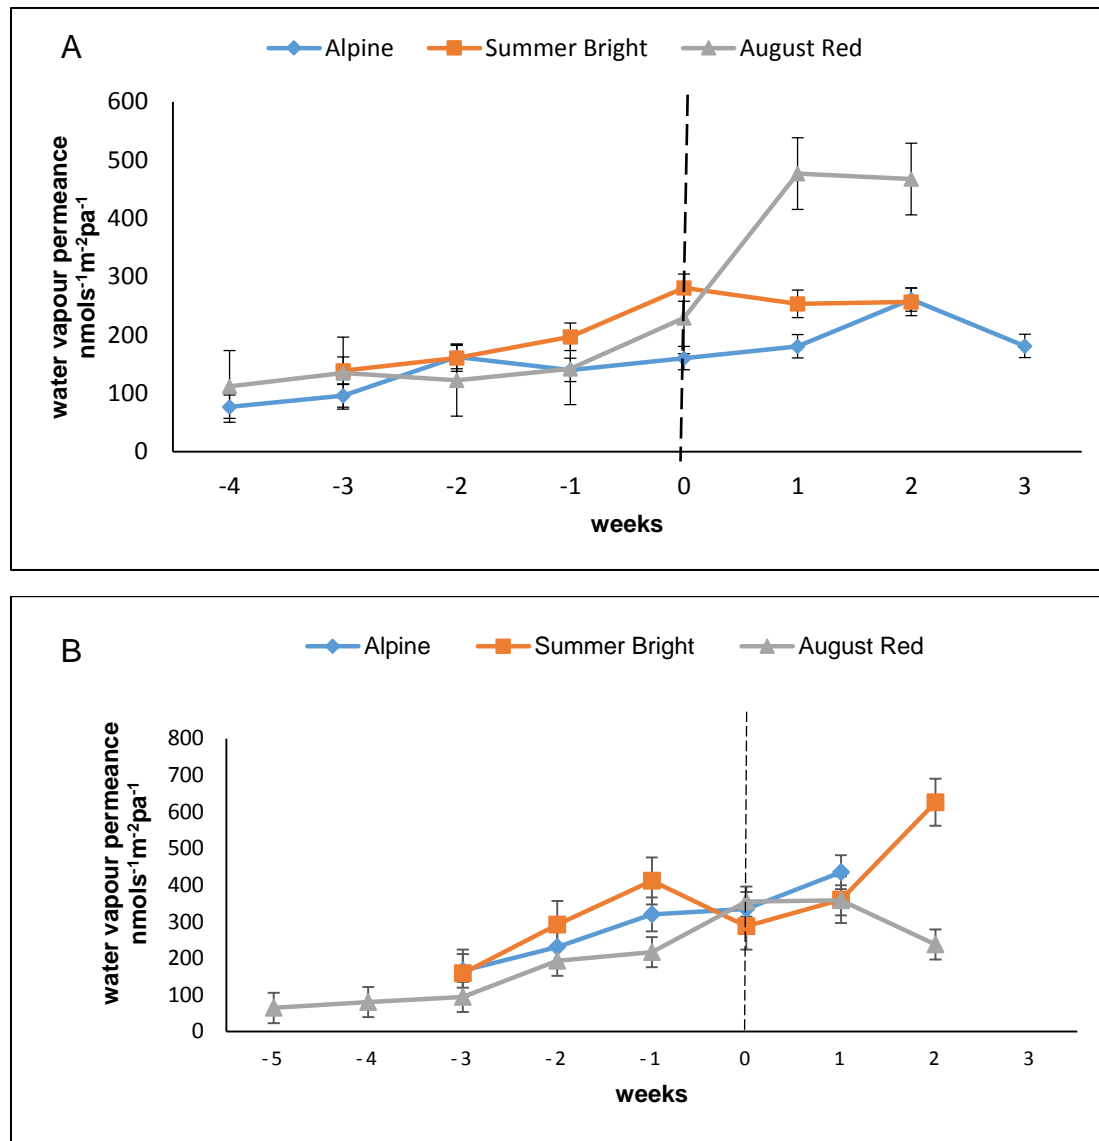 A
Alpine Summer Bright August Red
600
500
400
300
200
100
0
water vapour permeance
nmols⁻¹m⁻²pa⁻¹
-4 -3 -2 -1 0 1 2 3
weeks
B
Alpine Summer Bright August Red
800
700
600
500
400
300
200
100
0
water vapour permeance
nmols⁻¹m⁻²pa⁻¹
-5 -4 -3 -2 -1 0 1 2 3
weeks